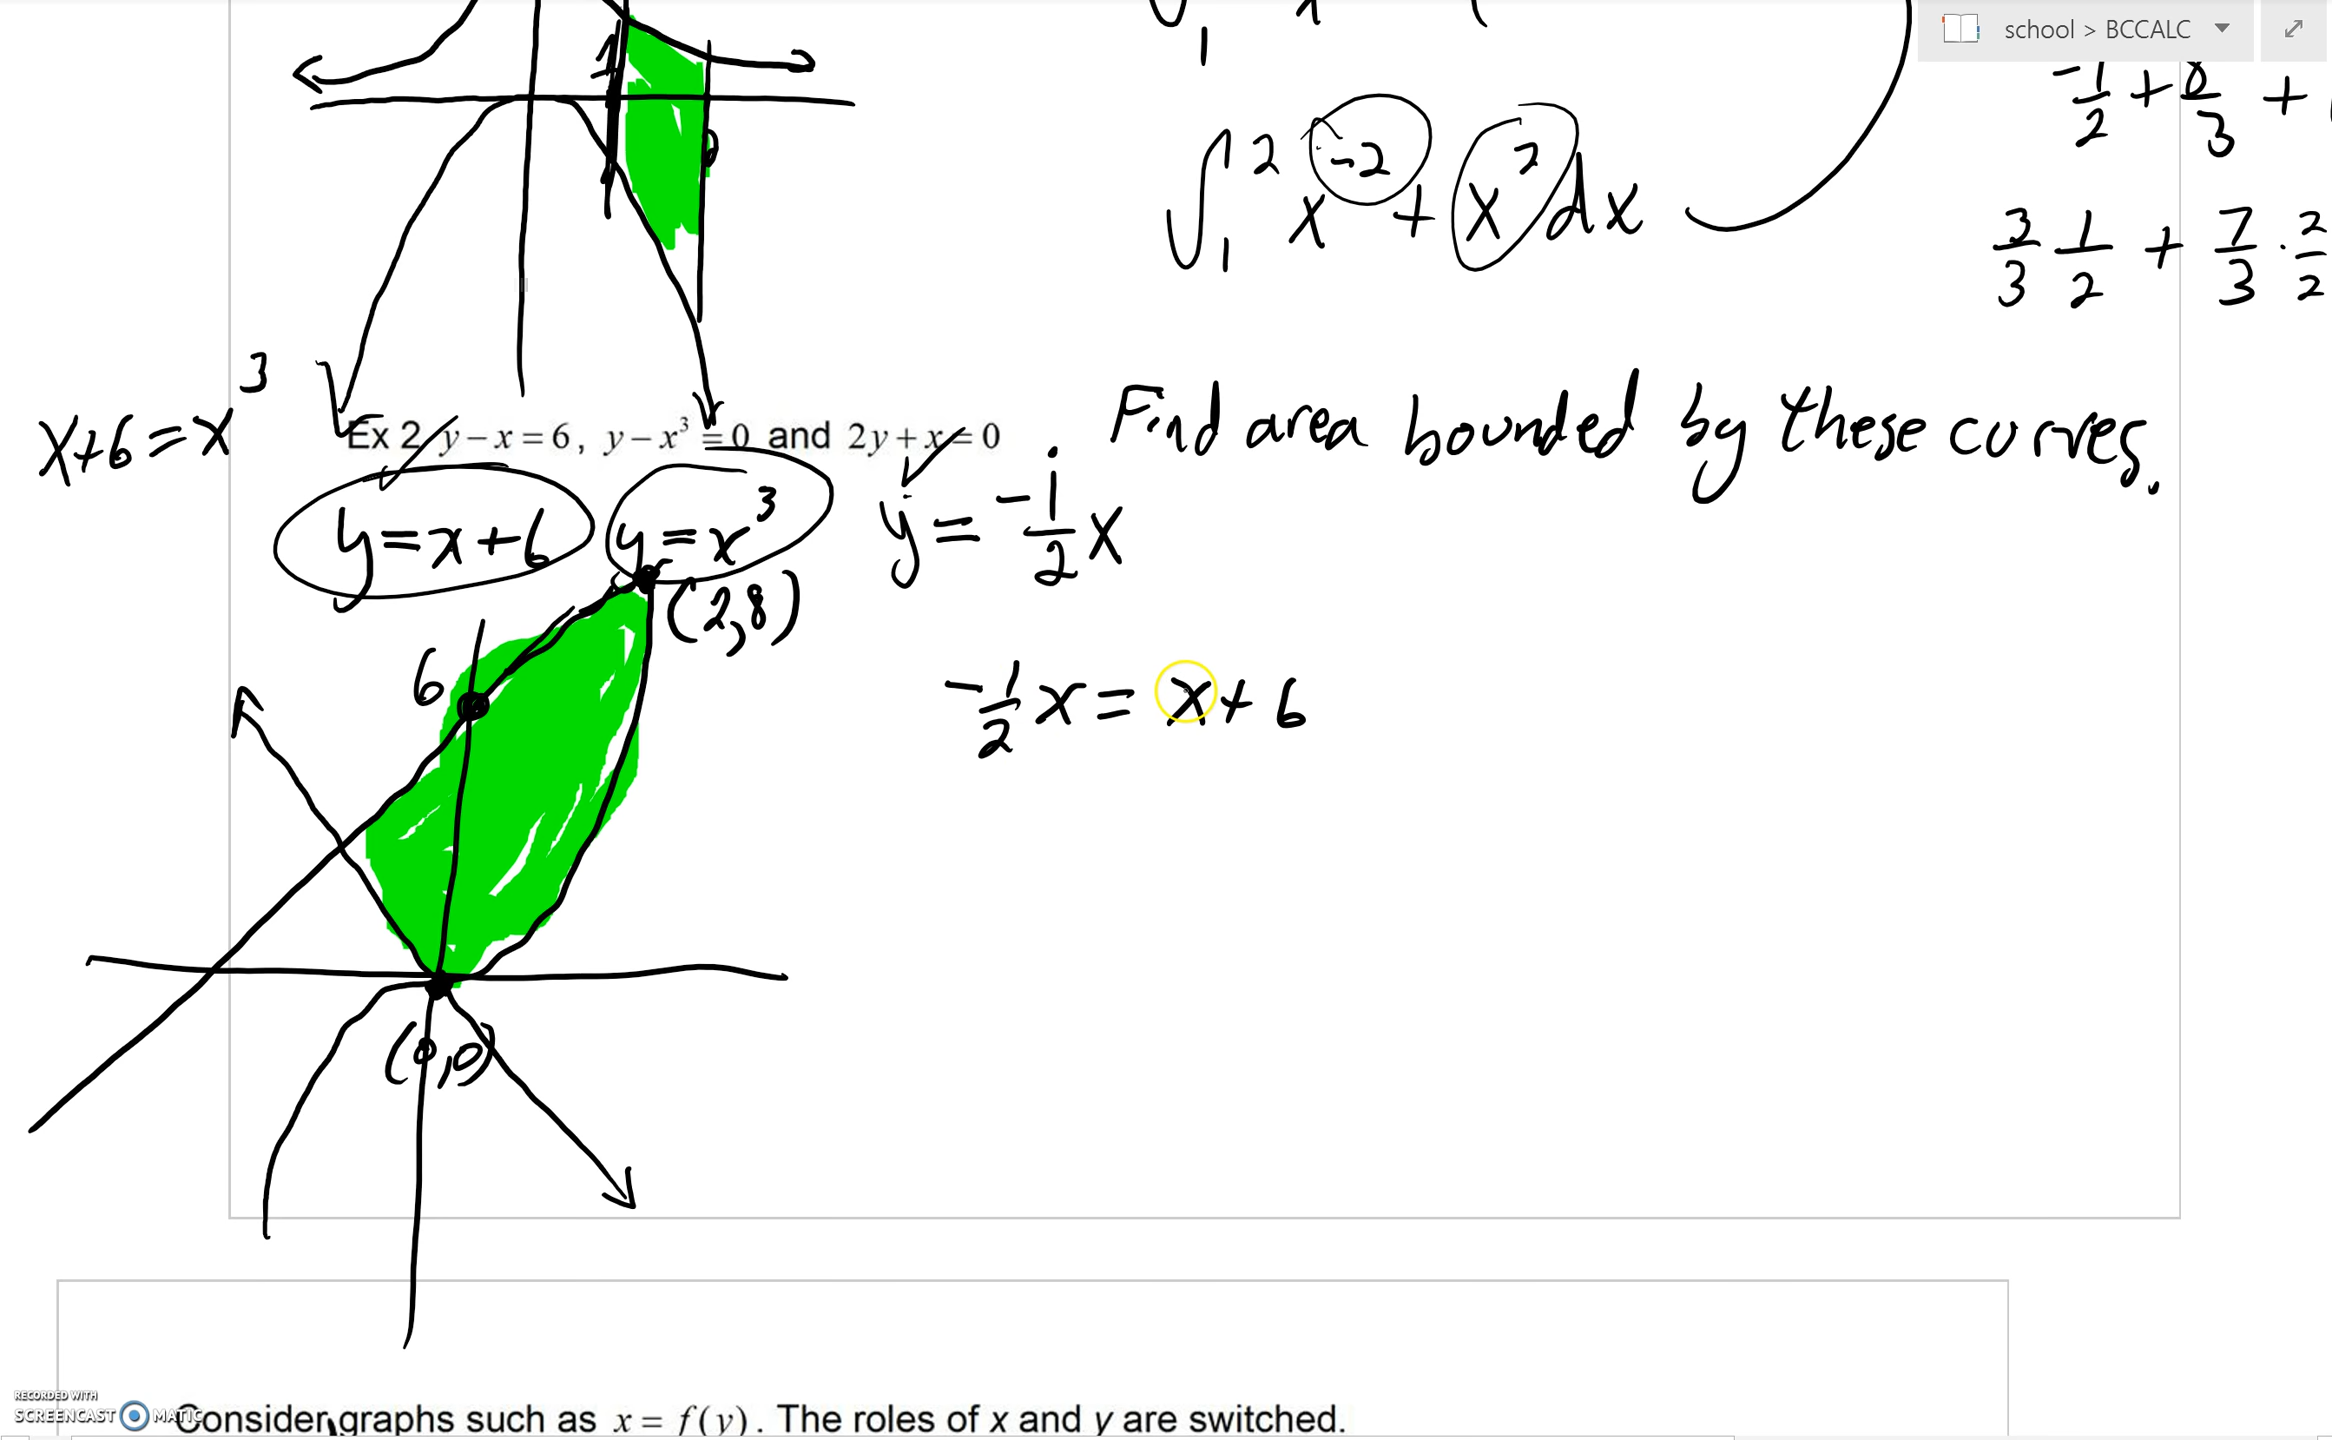 school > BCCALC
1
-1/2 + 8/3 +
∫₁² x⁻² + x² dx
3/3 1/2 + 7/3 · 2/2
x+6=x³
Ex 2 y − x = 6, y − x³ = 0 and 2y + x = 0
Find area bounded by these curves.
y=x+6 y=x³ y=-1/2x
(2,8)
6
-1/2x = x+6
(0,0)
RECORDED WITH
SCREENCAST MATIC
Consider graphs such as x = f(y). The roles of x and y are switched.